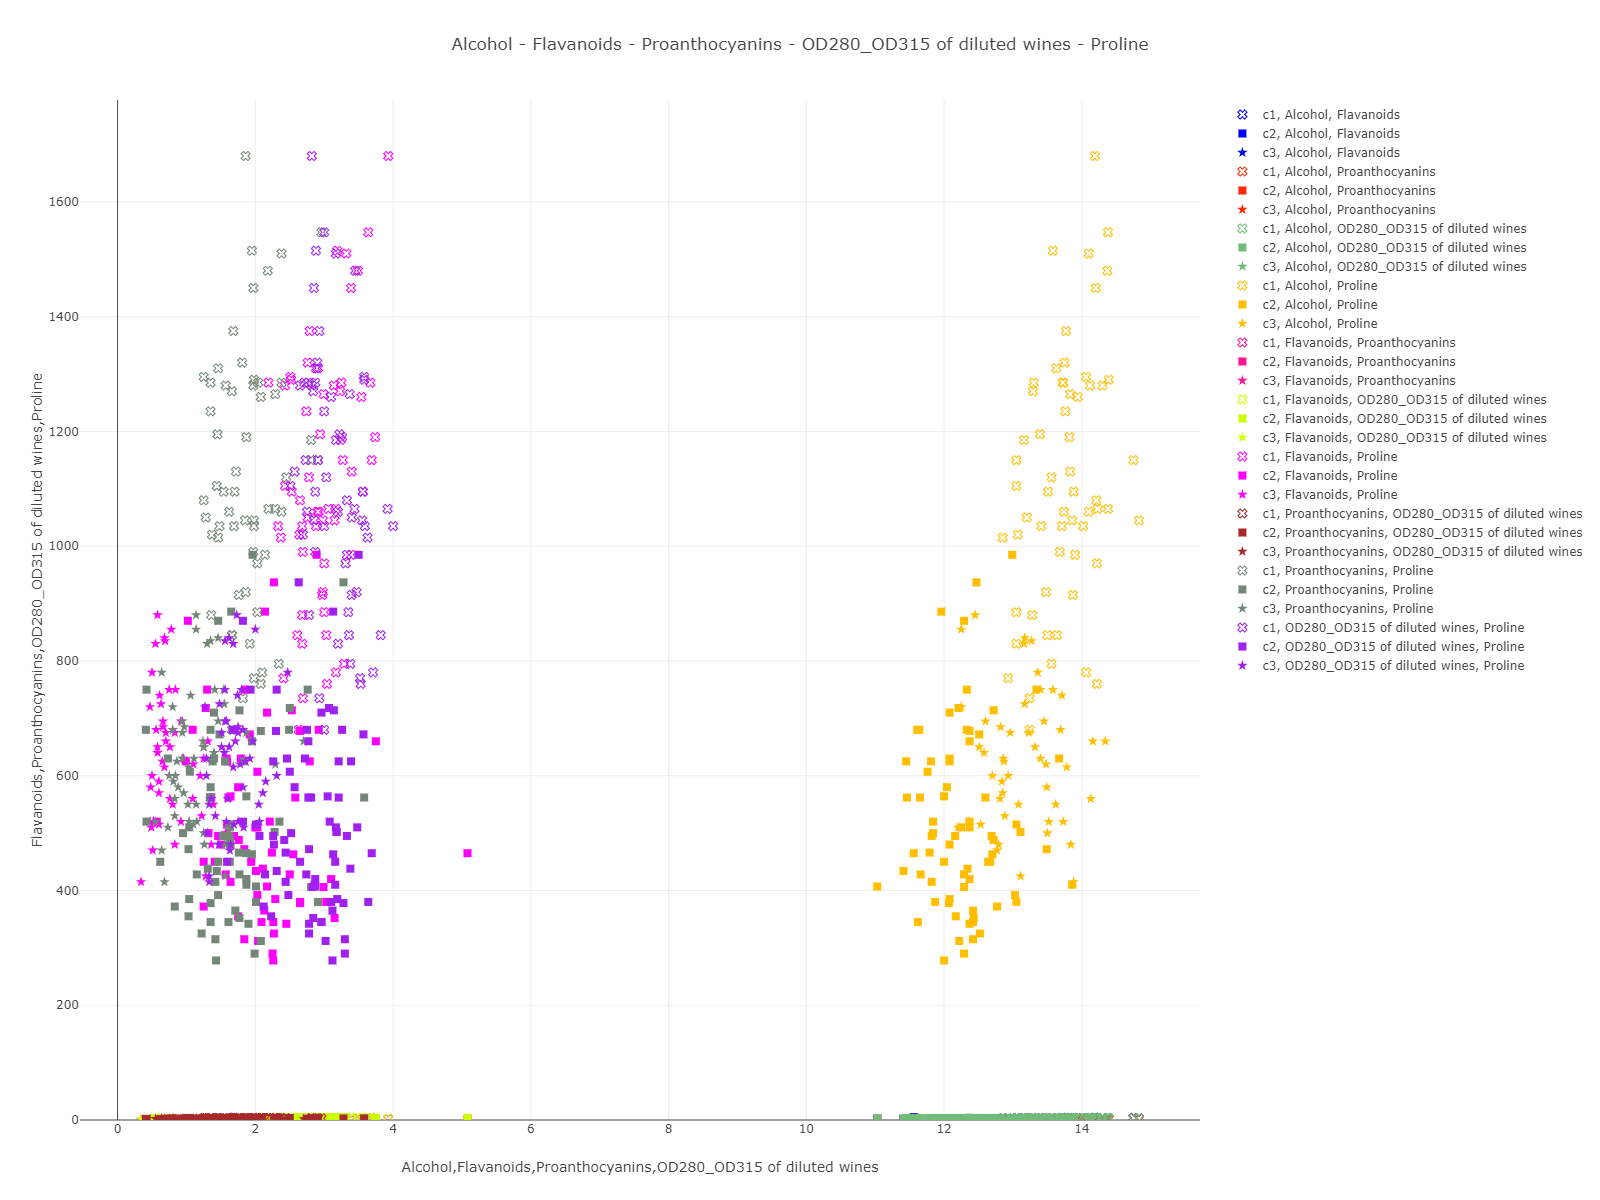 Alcohol - Flavanoids - Proanthocyanins - OD280_OD315 of diluted wines - Proline
Flavanoids,Proanthocyanins,OD280_OD315 of diluted wines,Proline
1600
1400
1200
1000
800
600
400
200
0
0 2 4 6 8 10 12 14
Alcohol,Flavanoids,Proanthocyanins,OD280_OD315 of diluted wines
c1, Alcohol, Flavanoids
c2, Alcohol, Flavanoids
c3, Alcohol, Flavanoids
c1, Alcohol, Proanthocyanins
c2, Alcohol, Proanthocyanins
c3, Alcohol, Proanthocyanins
c1, Alcohol, OD280_OD315 of diluted wines
c2, Alcohol, OD280_OD315 of diluted wines
c3, Alcohol, OD280_OD315 of diluted wines
c1, Alcohol, Proline
c2, Alcohol, Proline
c3, Alcohol, Proline
c1, Flavanoids, Proanthocyanins
c2, Flavanoids, Proanthocyanins
c3, Flavanoids, Proanthocyanins
c1, Flavanoids, OD280_OD315 of diluted wines
c2, Flavanoids, OD280_OD315 of diluted wines
c3, Flavanoids, OD280_OD315 of diluted wines
c1, Flavanoids, Proline
c2, Flavanoids, Proline
c3, Flavanoids, Proline
c1, Proanthocyanins, OD280_OD315 of diluted wines
c2, Proanthocyanins, OD280_OD315 of diluted wines
c3, Proanthocyanins, OD280_OD315 of diluted wines
c1, Proanthocyanins, Proline
c2, Proanthocyanins, Proline
c3, Proanthocyanins, Proline
c1, OD280_OD315 of diluted wines, Proline
c2, OD280_OD315 of diluted wines, Proline
c3, OD280_OD315 of diluted wines, Proline